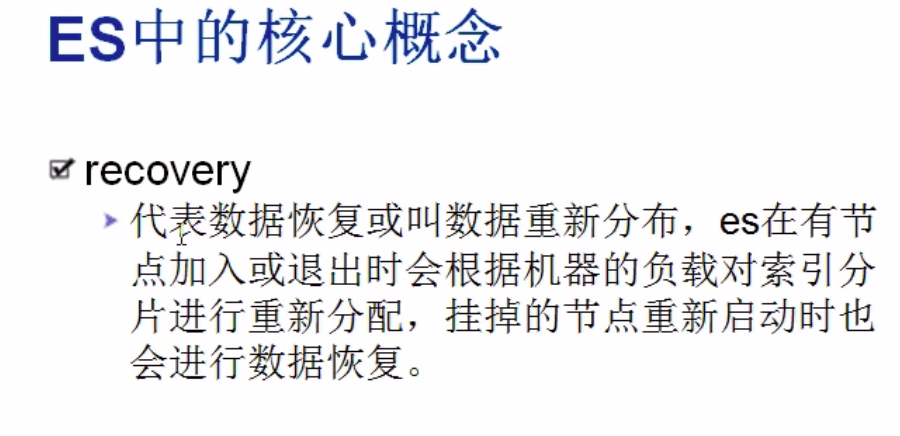 ES中的核心概念
recovery
代表数据恢复或叫数据重新分布，es在有节
点加入或退出时会根据机器的负载对索引分
片进行重新分配，挂掉的节点重新启动时也
会进行数据恢复。